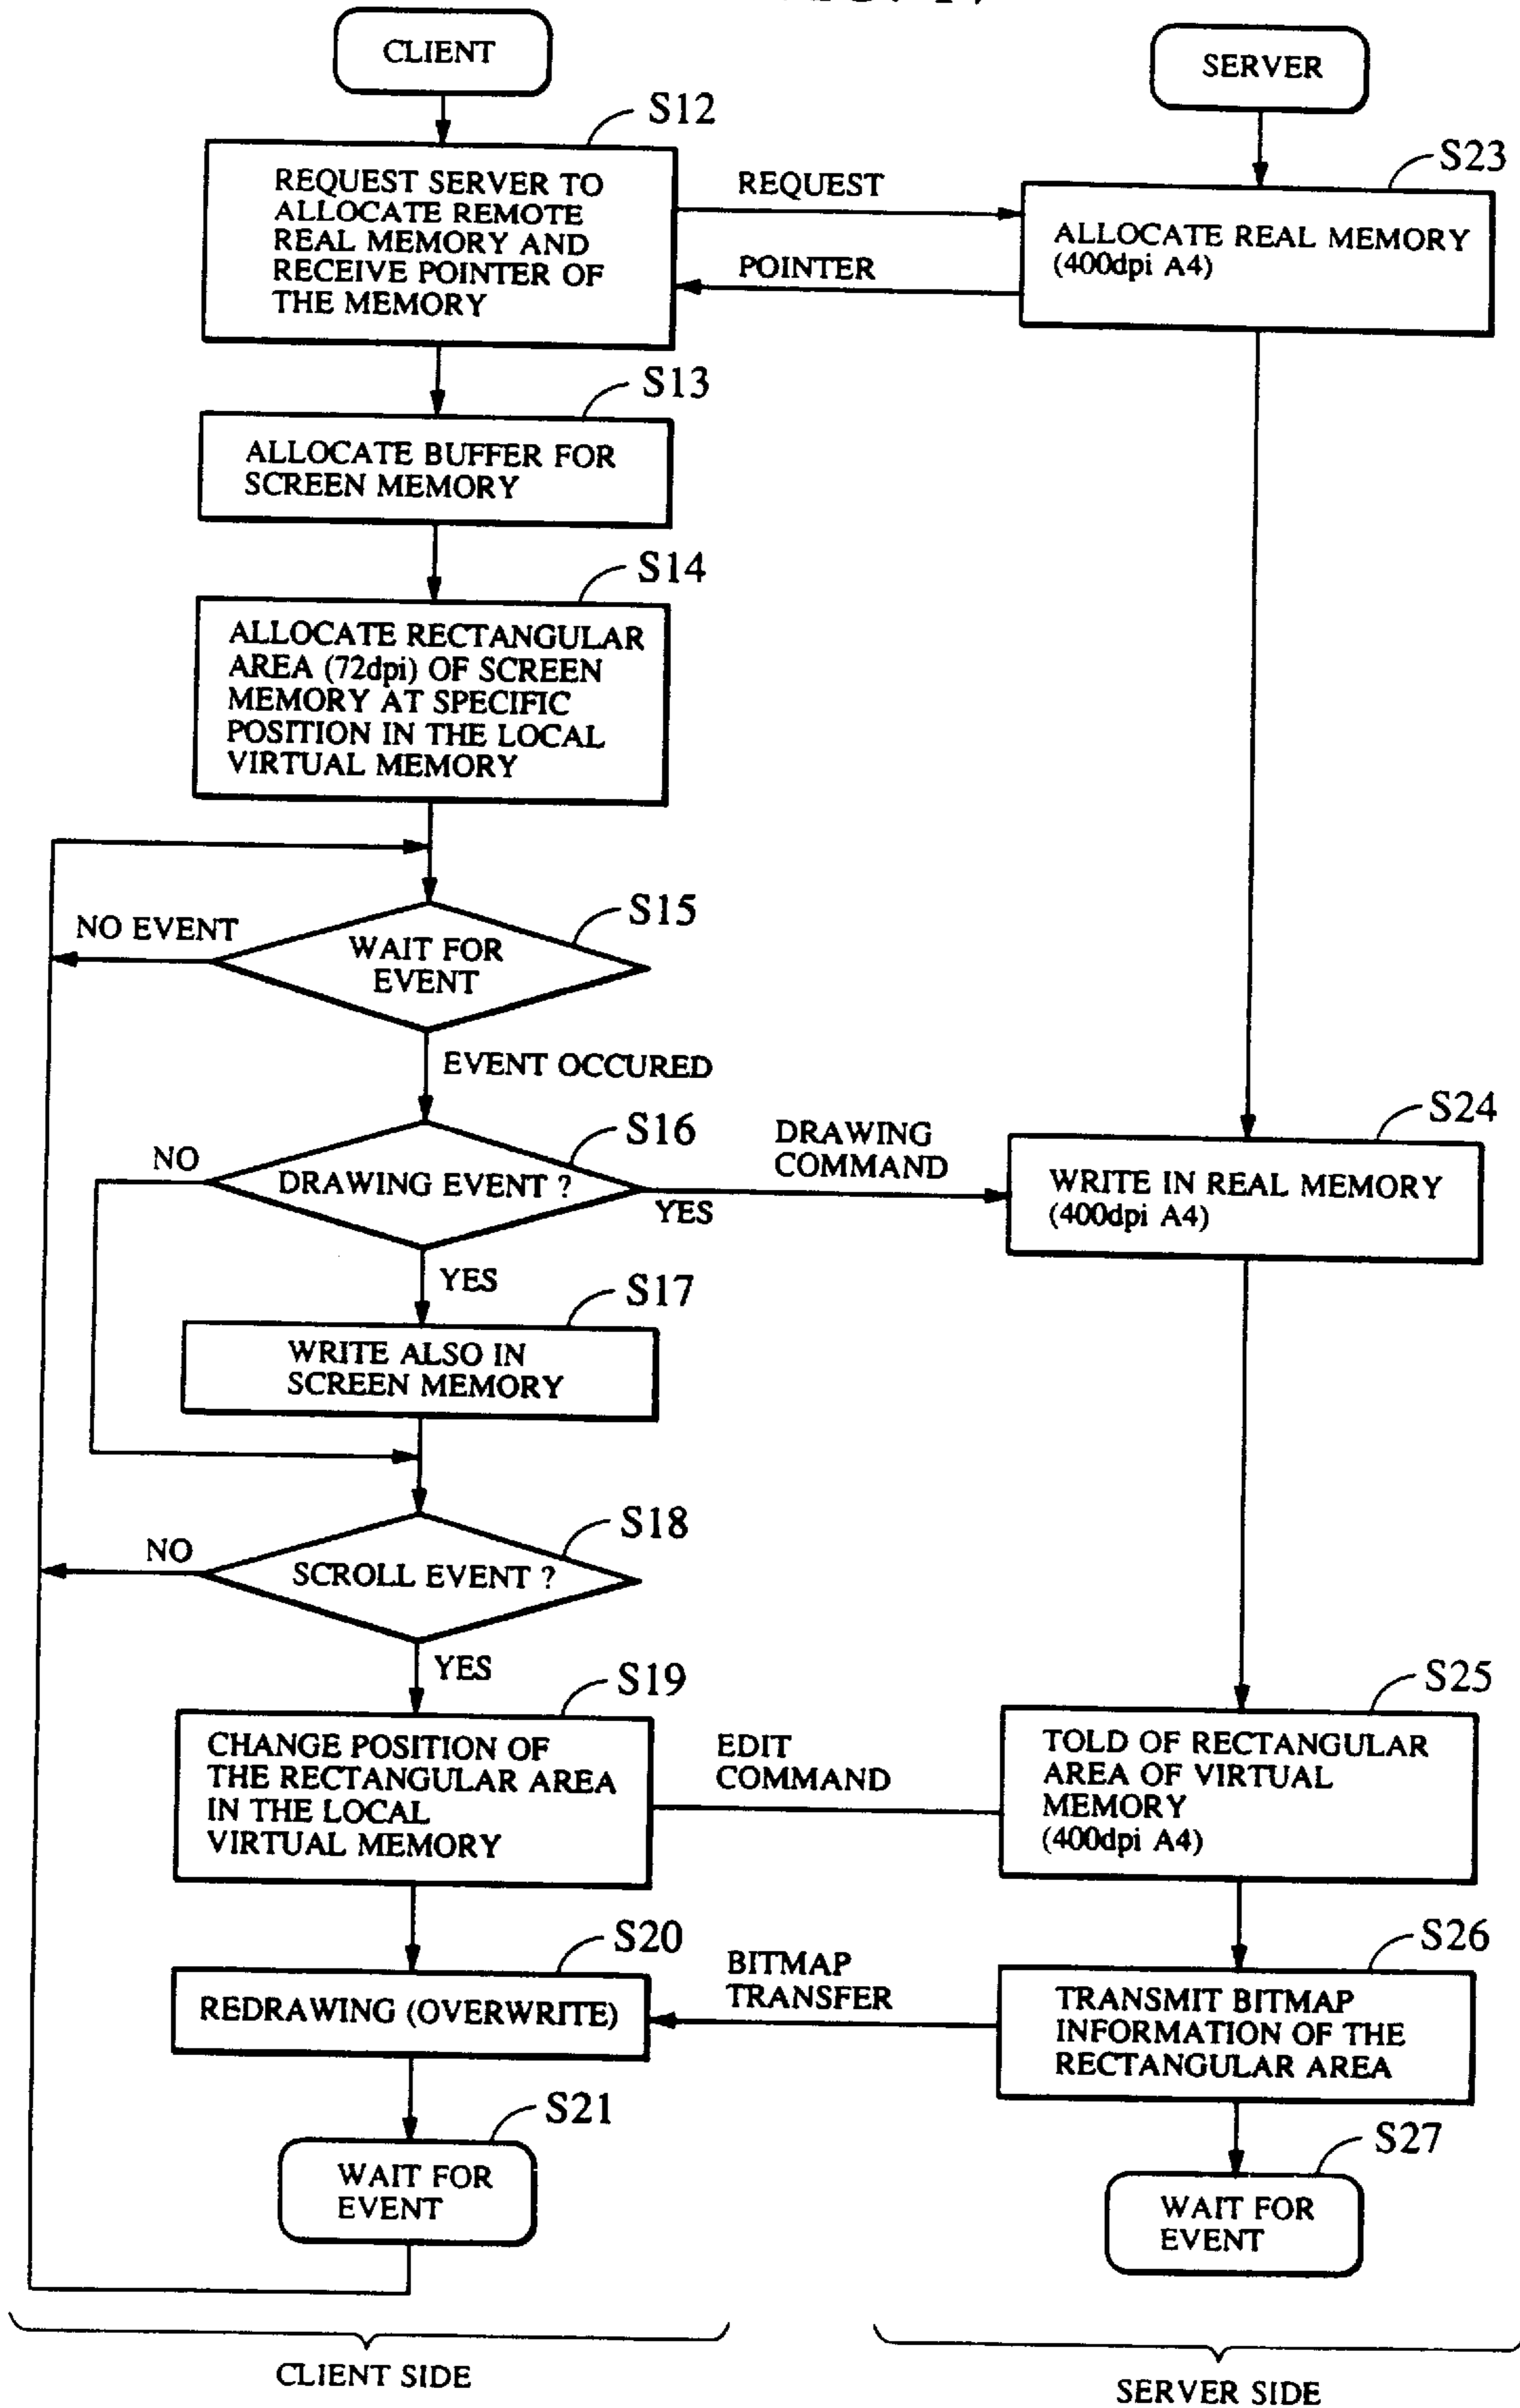 CLIENT
SERVER
S12
REQUEST SERVER TO
ALLOCATE REMOTE
REAL MEMORY AND
RECEIVE POINTER OF
THE MEMORY
REQUEST
POINTER
S23
ALLOCATE REAL MEMORY
(400dpi A4)
S13
ALLOCATE BUFFER FOR
SCREEN MEMORY
S14
ALLOCATE RECTANGULAR
AREA (72dpi) OF SCREEN
MEMORY AT SPECIFIC
POSITION IN THE LOCAL
VIRTUAL MEMORY
S15
NO EVENT
WAIT FOR
EVENT
EVENT OCCURED
S16
NO
DRAWING EVENT ?
YES
DRAWING
COMMAND
S24
WRITE IN REAL MEMORY
(400dpi A4)
YES
S17
WRITE ALSO IN
SCREEN MEMORY
S18
NO
SCROLL EVENT ?
YES
S19
CHANGE POSITION OF
THE RECTANGULAR AREA
IN THE LOCAL
VIRTUAL MEMORY
EDIT
COMMAND
S25
TOLD OF RECTANGULAR
AREA OF VIRTUAL
MEMORY
(400dpi A4)
S20
REDRAWING (OVERWRITE)
BITMAP
TRANSFER
S26
TRANSMIT BITMAP
INFORMATION OF THE
RECTANGULAR AREA
S21
WAIT FOR
EVENT
S27
WAIT FOR
EVENT
CLIENT SIDE
SERVER SIDE